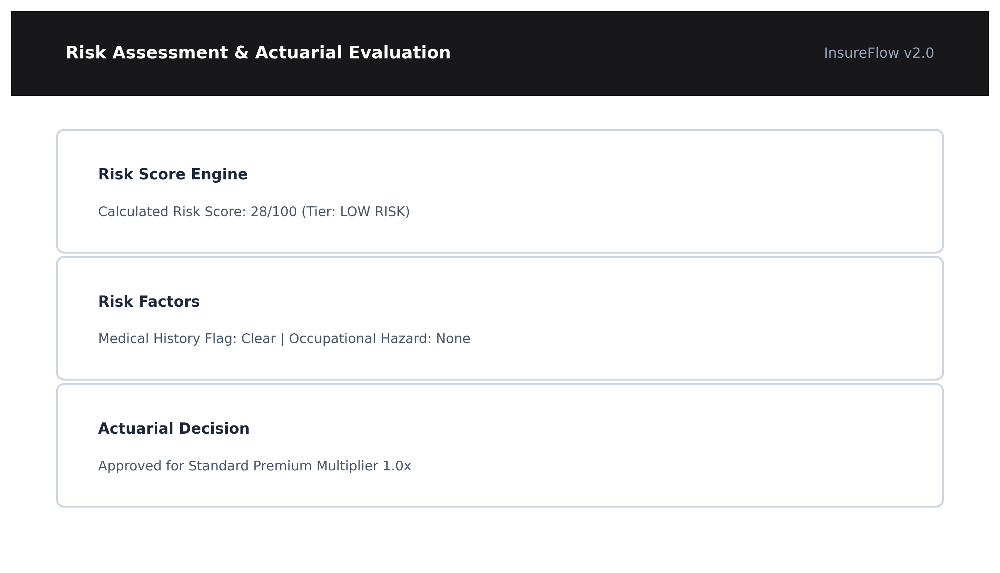 Risk Assessment & Actuarial Evaluation
InsureFlow v2.0
Risk Score Engine
Calculated Risk Score: 28/100 (Tier: LOW RISK)
Risk Factors
Medical History Flag: Clear | Occupational Hazard: None
Actuarial Decision
Approved for Standard Premium Multiplier 1.0x